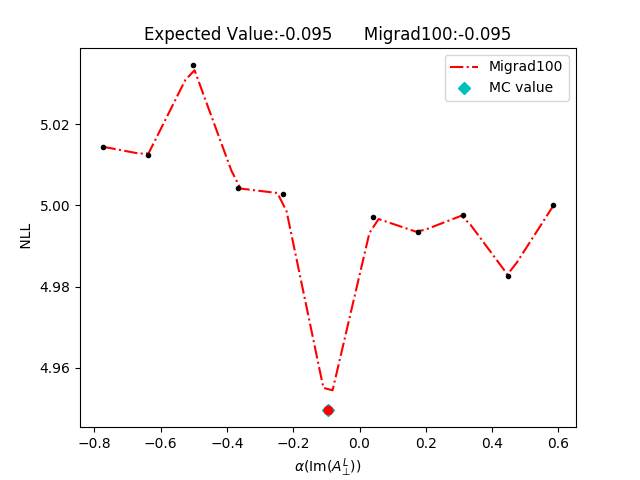 Expected Value:-0.095      Migrad100:-0.095
Migrad100
MC value
5.02
5.00
4.98
4.96
NLL
−0.8 −0.6 −0.4 −0.2 0.0 0.2 0.4 0.6
α(Im(A⊥ᴸ))